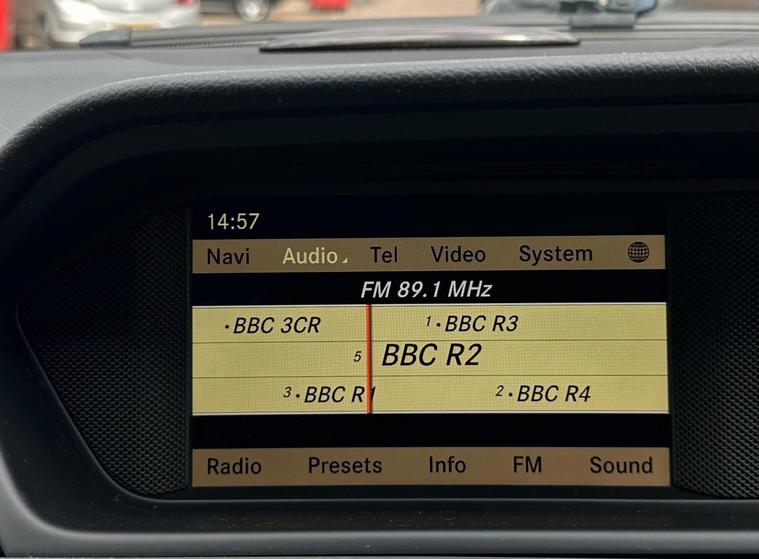 14:57
Navi Audio Tel Video System
FM 89.1 MHz
·BBC 3CR 1·BBC R3
5 BBC R2
3·BBC R1 2·BBC R4
Radio Presets Info FM Sound